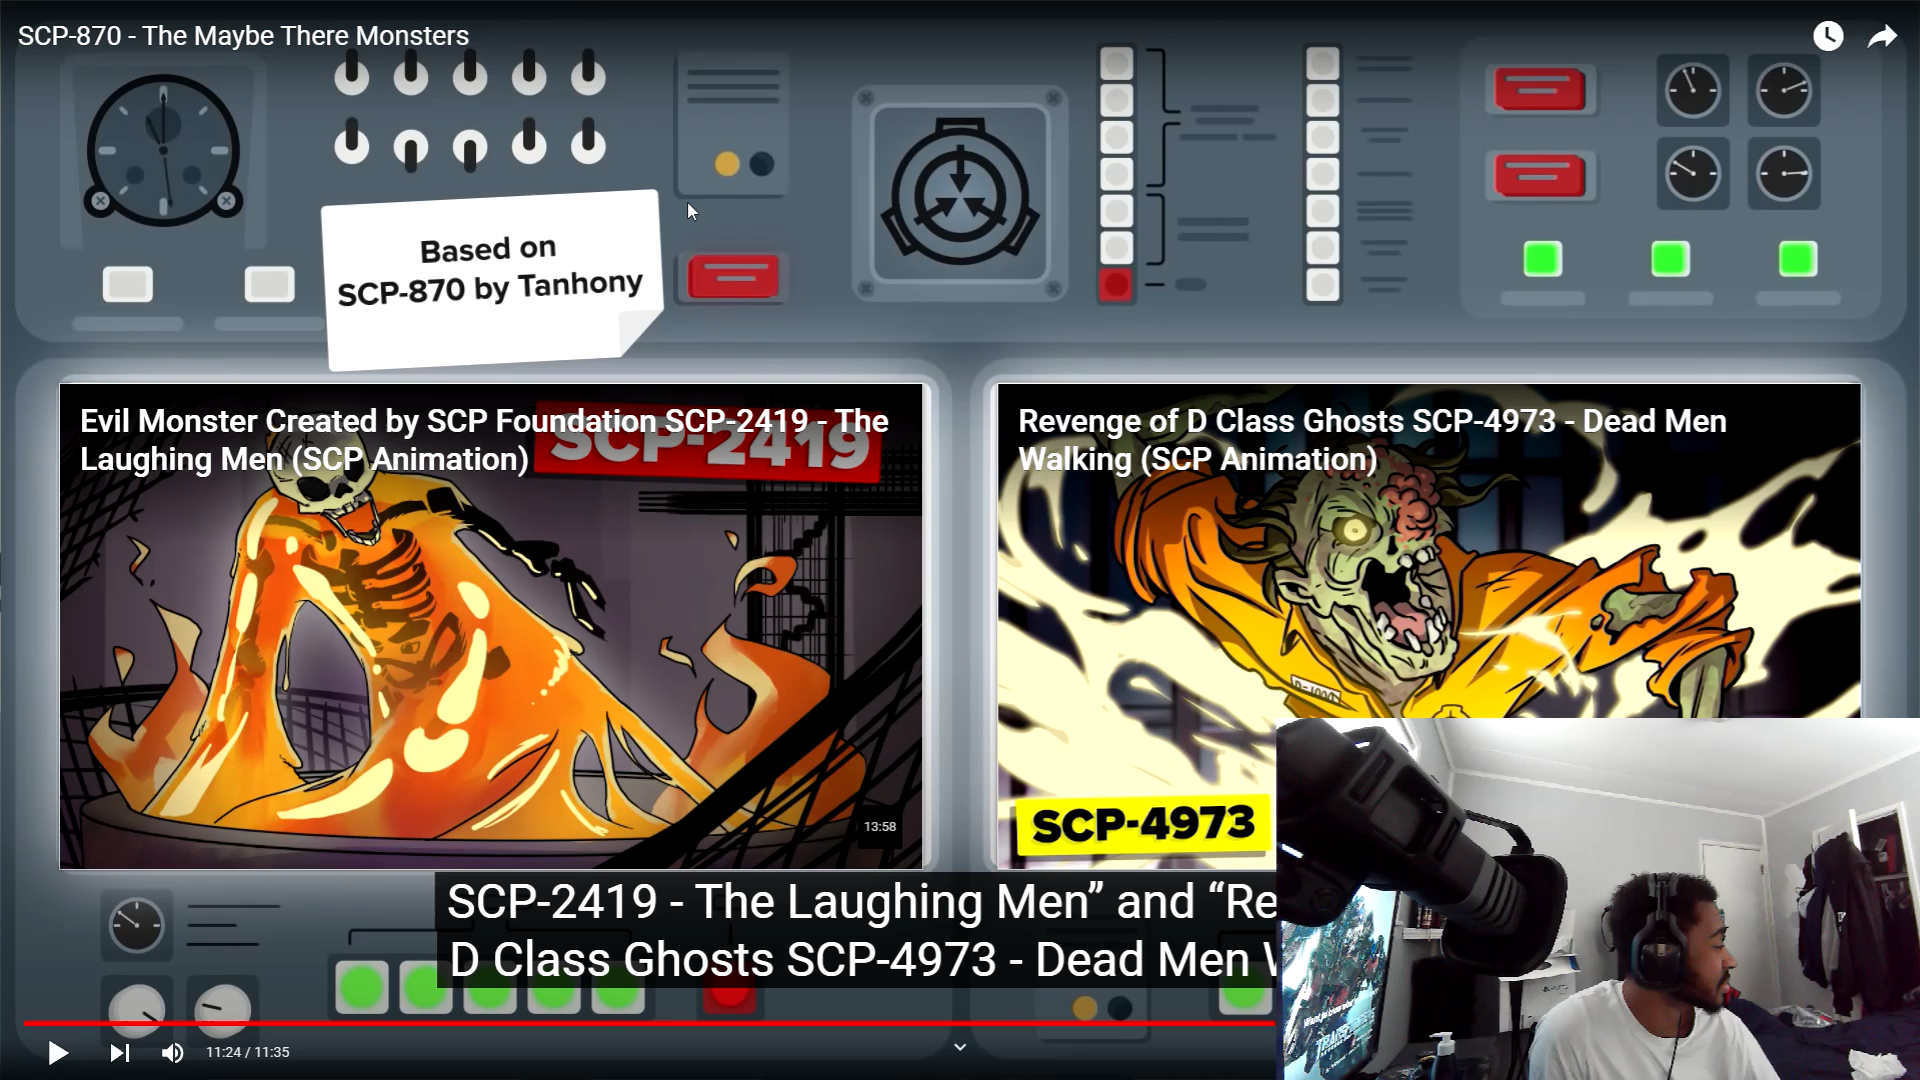 SCP-870 - The Maybe There Monsters
Based on
SCP-870 by Tanhony
Evil Monster Created by SCP Foundation SCP-2419 - The
Laughing Men (SCP Animation)
SCP-2419
13:58
Revenge of D Class Ghosts SCP-4973 - Dead Men
Walking (SCP Animation)
SCP-4973
SCP-2419 - The Laughing Men” and “Re
D Class Ghosts SCP-4973 - Dead Men
11:24 / 11:35